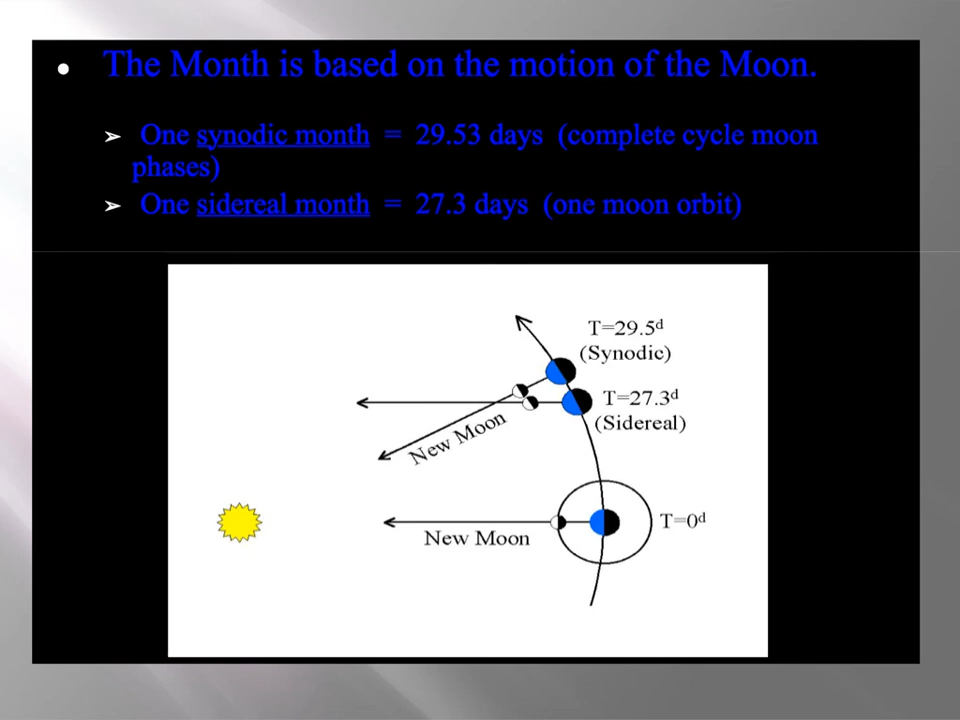 • The Month is based on the motion of the Moon.
➢ One synodic month = 29.53 days (complete cycle moon
phases)
➢ One sidereal month = 27.3 days (one moon orbit)
T=29.5d
(Synodic)
T=27.3d
(Sidereal)
New Moon
T=0d
New Moon